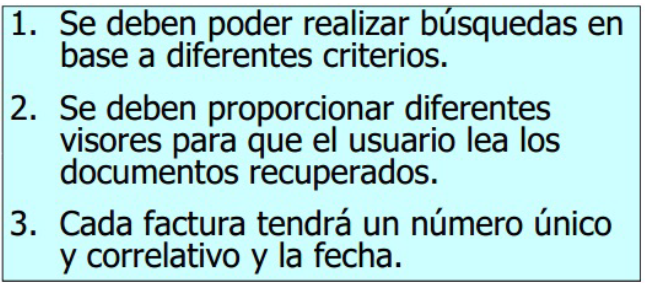 1. Se deben poder realizar búsquedas en
base a diferentes criterios.
2. Se deben proporcionar diferentes
visores para que el usuario lea los
documentos recuperados.
3. Cada factura tendrá un número único
y correlativo y la fecha.